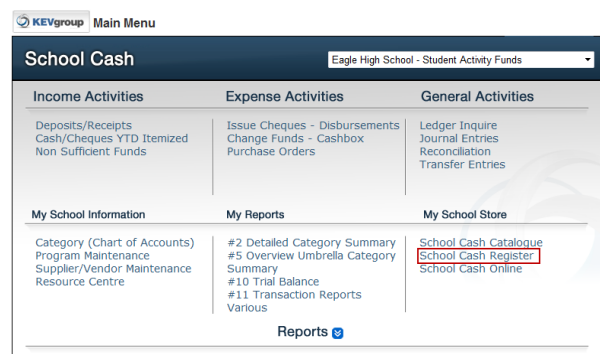 KEVgroup Main Menu
School Cash
Eagle High School - Student Activity Funds
Income Activities
Deposits/Receipts
Cash/Cheques YTD Itemized
Non Sufficient Funds
Expense Activities
Issue Cheques - Disbursements
Change Funds - Cashbox
Purchase Orders
General Activities
Ledger Inquire
Journal Entries
Reconciliation
Transfer Entries
My School Information
Category (Chart of Accounts)
Program Maintenance
Supplier/Vendor Maintenance
Resource Centre
My Reports
#2 Detailed Category Summary
#5 Overview Umbrella Category
Summary
#10 Trial Balance
#11 Transaction Reports
Various
My School Store
School Cash Catalogue
School Cash Register
School Cash Online
Reports